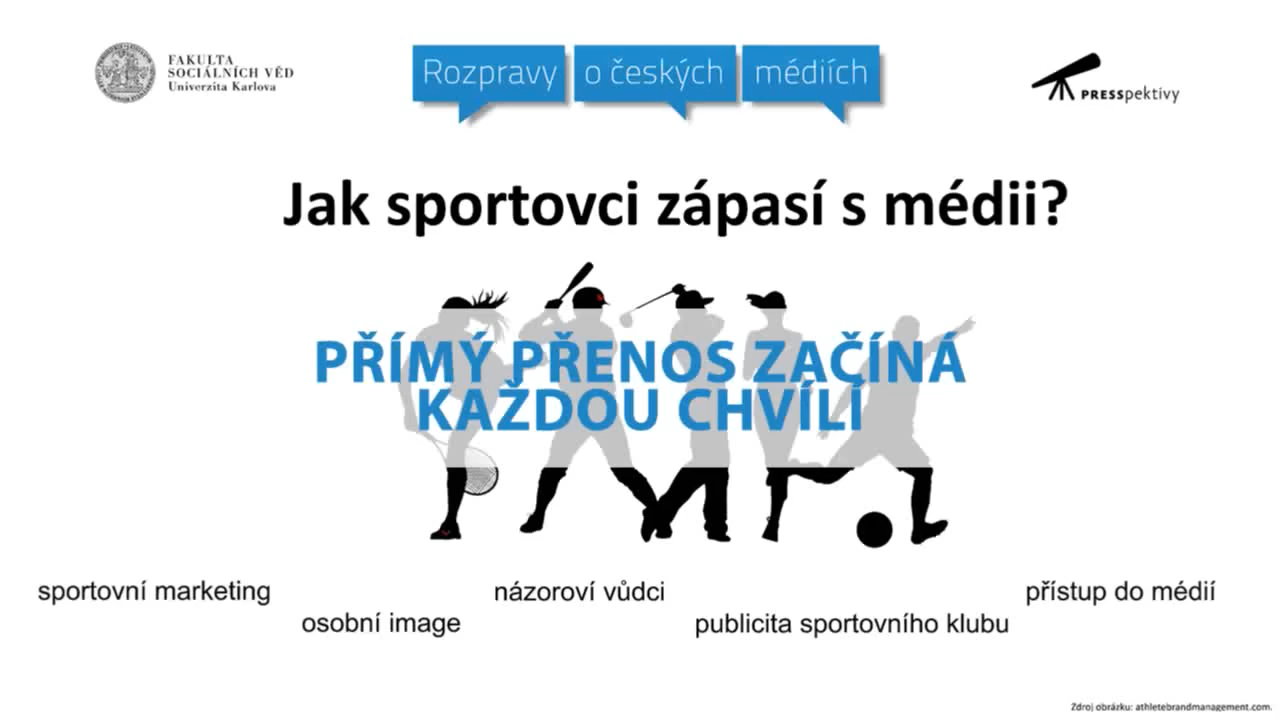 FAKULTA
SOCIÁLNÍCH VĚD
Univerzita Karlova
Rozpravy o českých médiích
PRESSpektivy
Jak sportovci zápasí s médii?
PŘÍMÝ PŘENOS ZAČÍNÁ
KAŽDOU CHVÍLÍ
sportovní marketing
názoroví vůdci
přístup do médií
osobní image
publicita sportovního klubu
Zdroj obrázku: athletebrandmanagement.com.